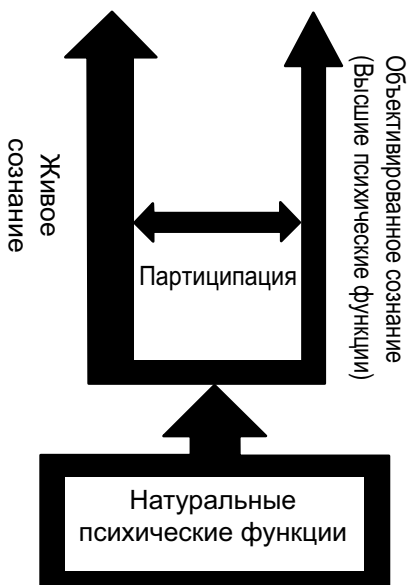 Живое
сознание
Объективированное сознание
(Высшие психические функции)
Партиципация
Натуральные
психические функции